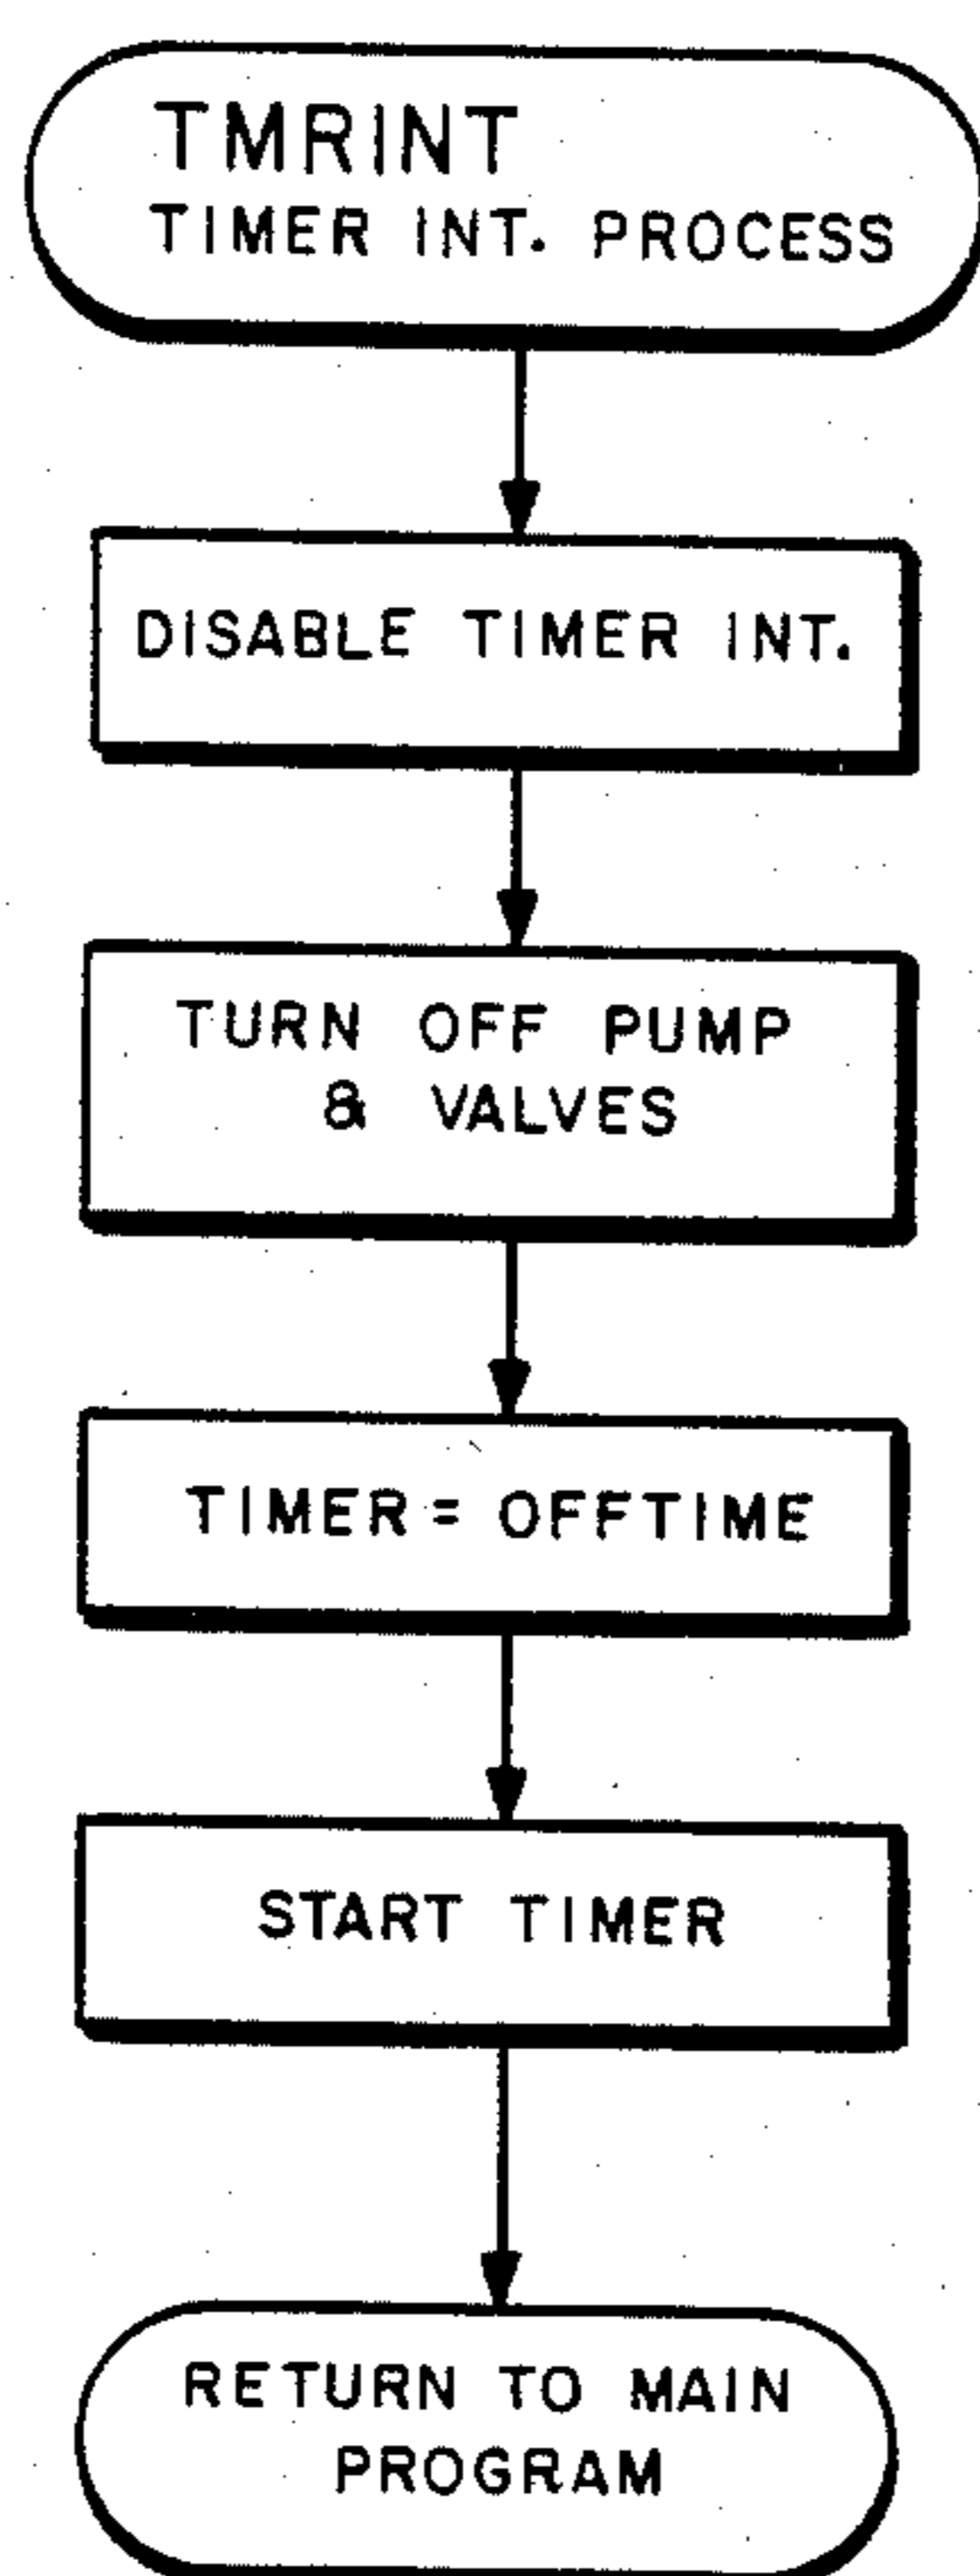 TMRINT
TIMER INT. PROCESS
DISABLE TIMER INT.
TURN OFF PUMP
& VALVES
TIMER = OFFTIME
START TIMER
RETURN TO MAIN
PROGRAM